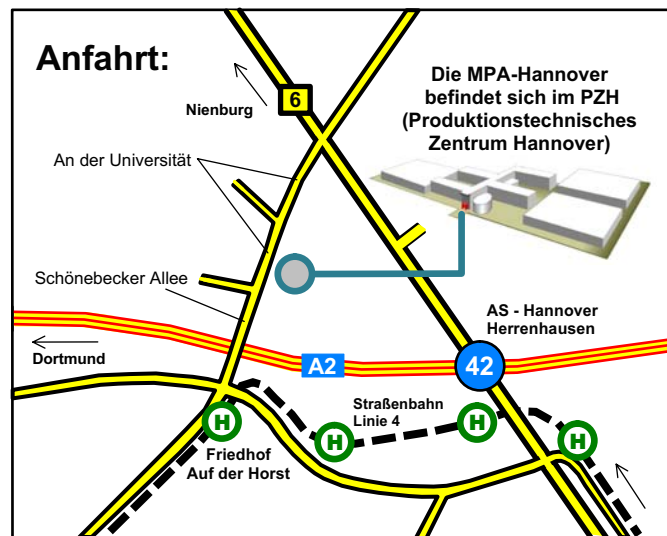 Anfahrt:
Nienburg
6
Die MPA-Hannover
befindet sich im PZH
(Produktionstechnisches
Zentrum Hannover)
An der Universität
Schönebecker Allee
AS - Hannover
Herrenhausen
Dortmund
A2
42
Straßenbahn
Linie 4
H
H
H
H
Friedhof
Auf der Horst